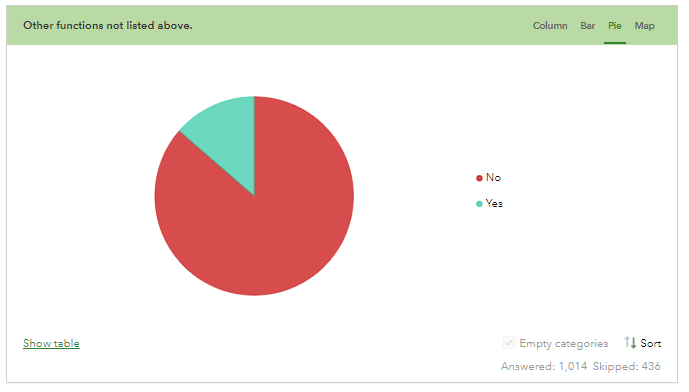 Other functions not listed above.
Column Bar Pie Map
No
Yes
Show table
Empty categories Sort
Answered: 1,014 Skipped: 436